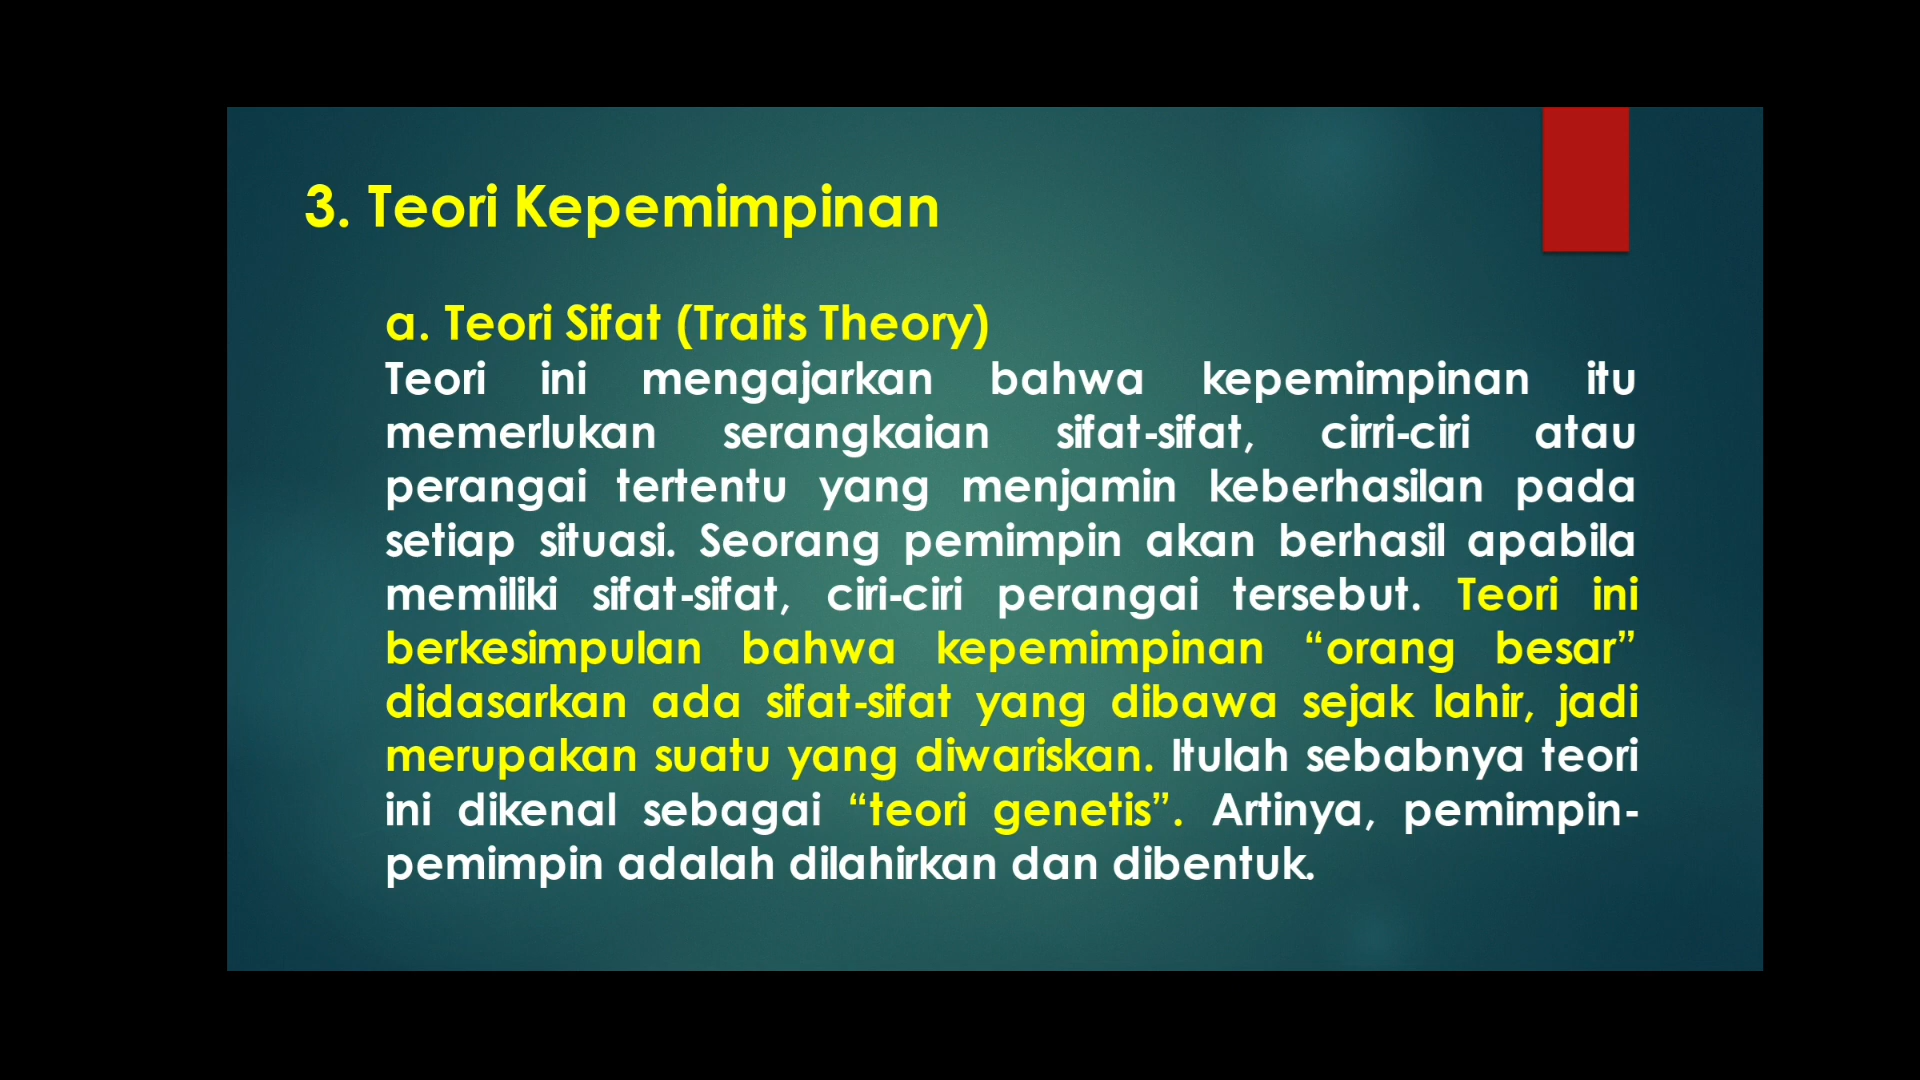 3. Teori Kepemimpinan
a. Teori Sifat (Traits Theory)
Teori ini mengajarkan bahwa kepemimpinan itu
memerlukan serangkaian sifat-sifat, cirri-ciri atau
perangai tertentu yang menjamin keberhasilan pada
setiap situasi. Seorang pemimpin akan berhasil apabila
memiliki sifat-sifat, ciri-ciri perangai tersebut. Teori ini
berkesimpulan bahwa kepemimpinan “orang besar”
didasarkan ada sifat-sifat yang dibawa sejak lahir, jadi
merupakan suatu yang diwariskan. Itulah sebabnya teori
ini dikenal sebagai “teori genetis”. Artinya, pemimpin-
pemimpin adalah dilahirkan dan dibentuk.